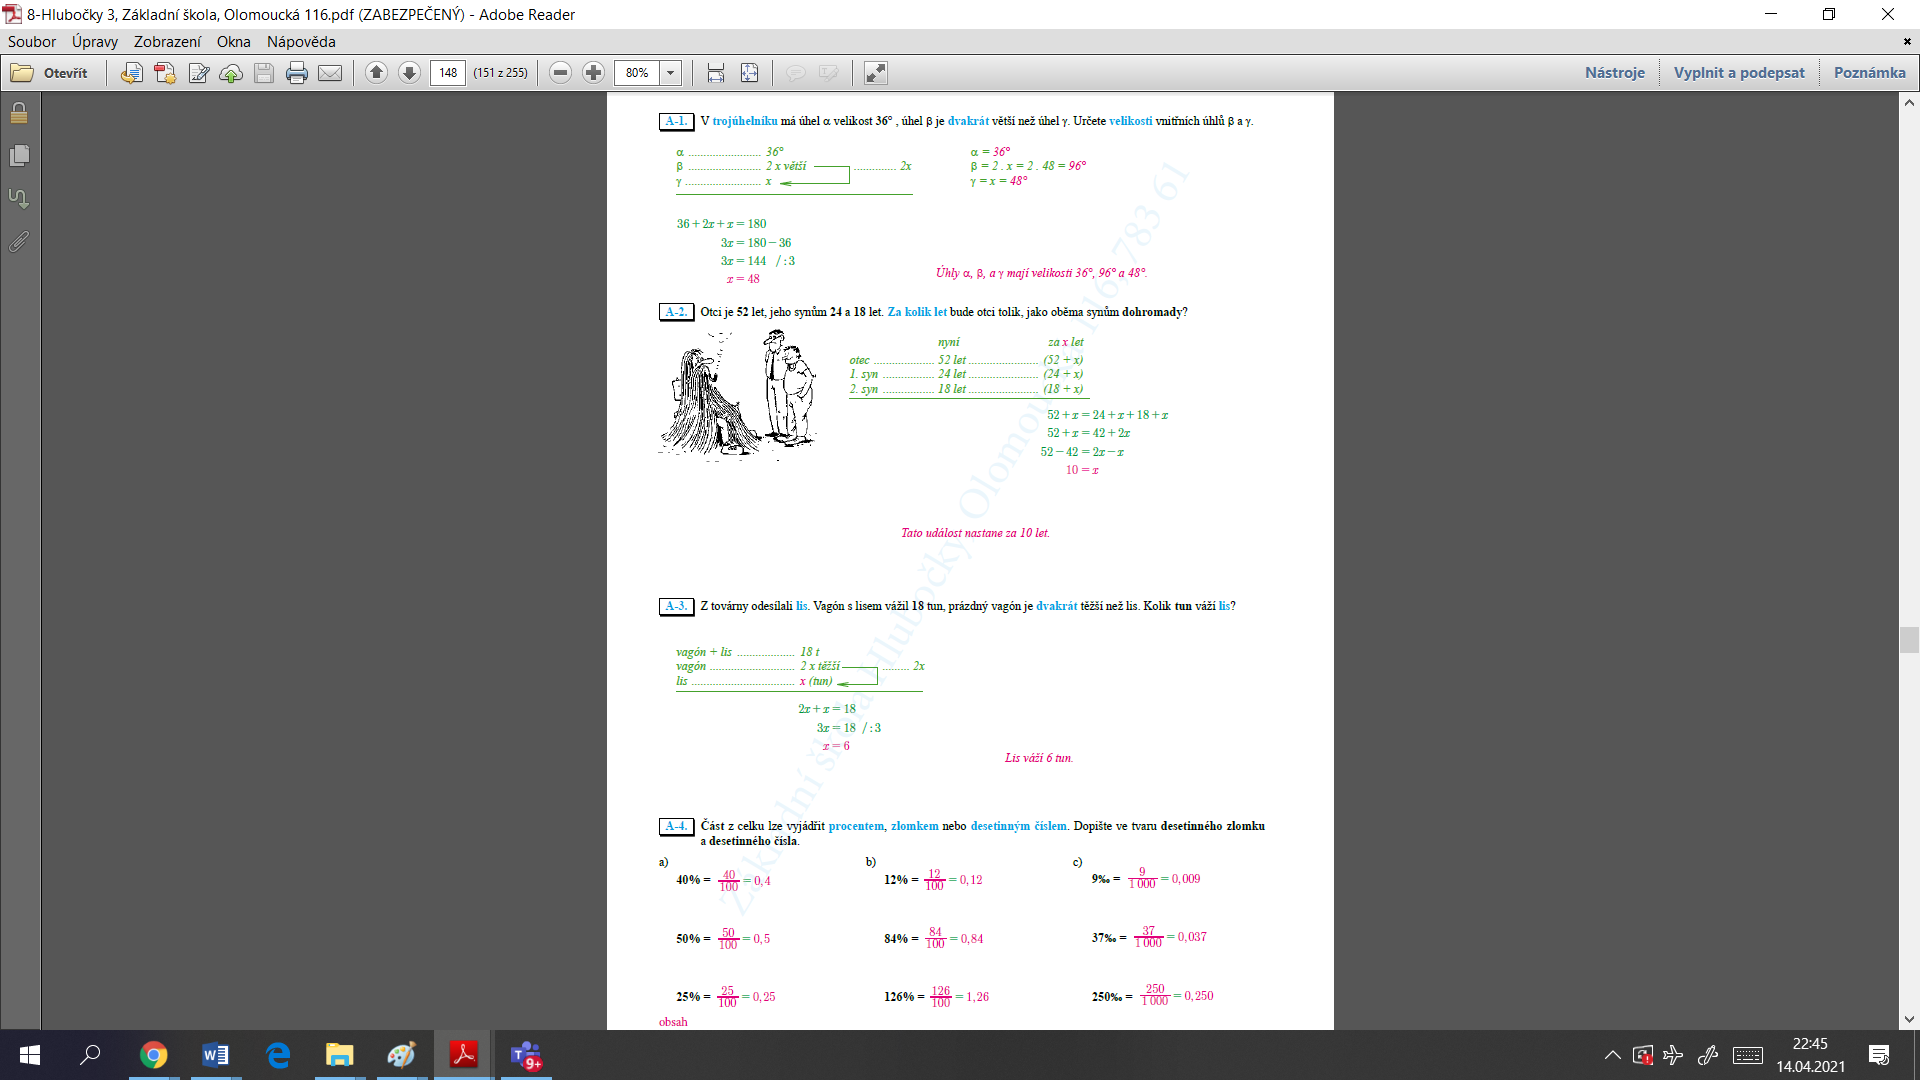 8-Hlubočky 3, Základní škola, Olomoucká 116.pdf (ZABEZPEČENÝ) - Adobe Reader
Soubor Úpravy Zobrazení Okna Nápověda
Otevřít 148 (151 z 255) 80% Nástroje Vyplnit a podepsat Poznámka
A-1. V trojúhelníku má úhel α velikost 36° , úhel β je dvakrát větší než úhel γ. Určete velikosti vnitřních úhlů β a γ.
α ........................ 36°
β ........................ 2 x větší .............. 2x
γ ......................... x
α = 36°
β = 2 . x = 2 . 48 = 96°
γ = x = 48°
36 + 2x + x = 180
3x = 180 − 36
3x = 144 / : 3
x = 48
Úhly α, β, a γ mají velikosti 36°, 96° a 48°.
A-2. Otci je 52 let, jeho synům 24 a 18 let. Za kolik let bude otci tolik, jako oběma synům dohromady?
nyní za x let
otec .................... 52 let ....................... (52 + x)
1. syn ................. 24 let ....................... (24 + x)
2. syn ................. 18 let ....................... (18 + x)
52 + x = 24 + x + 18 + x
52 + x = 42 + 2x
52 − 42 = 2x − x
10 = x
Tato událost nastane za 10 let.
A-3. Z továrny odesílali lis. Vagón s lisem vážil 18 tun, prázdný vagón je dvakrát těžší než lis. Kolik tun váží lis?
vagón + lis ................... 18 t
vagón ............................ 2 x těžší ......... 2x
lis .................................. x (tun)
2x + x = 18
3x = 18 / : 3
x = 6
Lis váží 6 tun.
A-4. Část z celku lze vyjádřit procentem, zlomkem nebo desetinným číslem. Dopište ve tvaru desetinného zlomku
a desetinného čísla.
a) b) c)
40% = 40/100 = 0,4 12% = 12/100 = 0,12 9‰ = 9/1 000 = 0,009
50% = 50/100 = 0,5 84% = 84/100 = 0,84 37‰ = 37/1 000 = 0,037
25% = 25/100 = 0,25 126% = 126/100 = 1,26 250‰ = 250/1 000 = 0,250
obsah
9+
22:45
14.04.2021